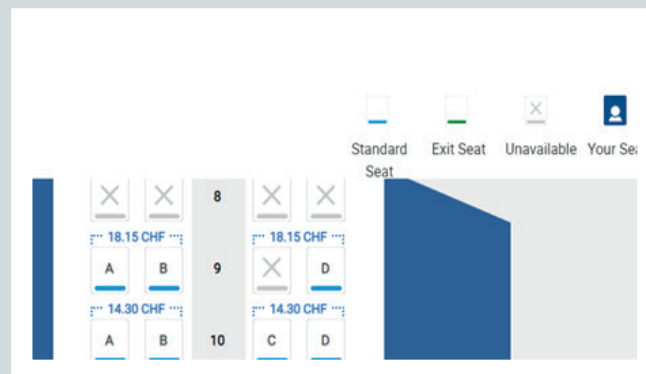 Standard Exit Seat Unavailable Your Sea
Seat
8
18.15 CHF 18.15 CHF
A B 9 D
14.30 CHF 14.30 CHF
A B 10 C D